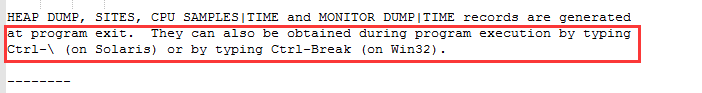 HEAP DUMP, SITES, CPU SAMPLES|TIME and MONITOR DUMP|TIME records are generated
at program exit.  They can also be obtained during program execution by typing
Ctrl-\ (on Solaris) or by typing Ctrl-Break (on Win32).
--------